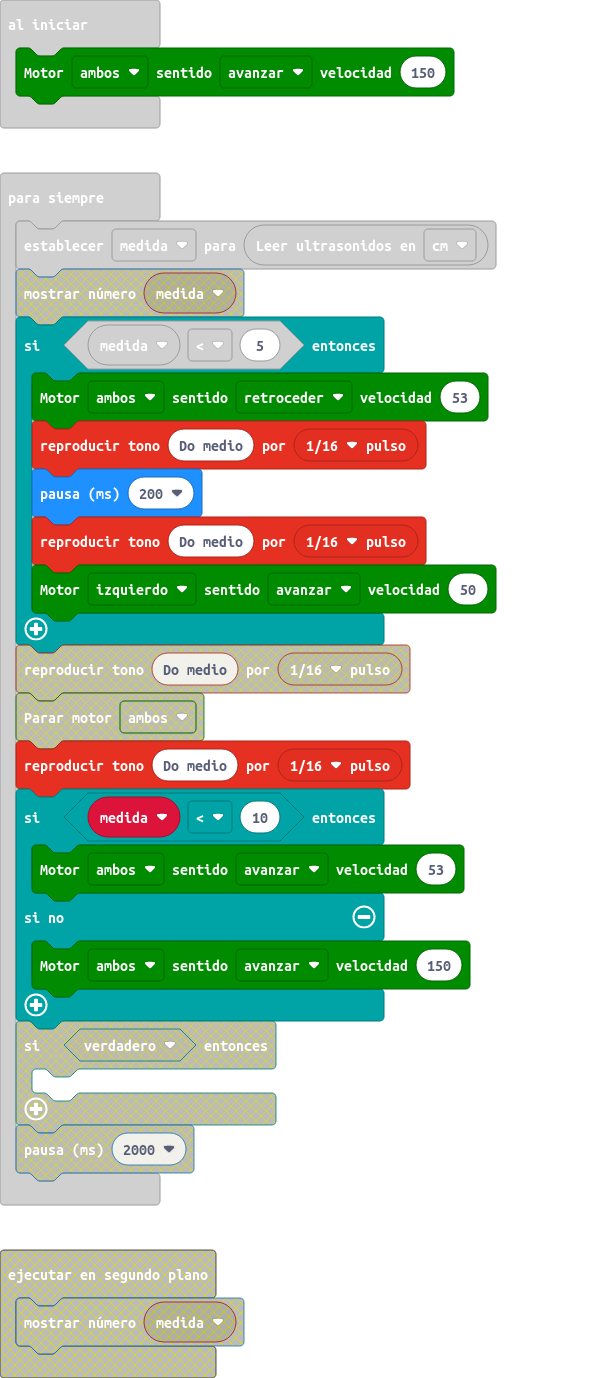 al iniciar
Motor ambos sentido avanzar velocidad 150
para siempre
establecer medida para Leer ultrasonidos en cm
mostrar número medida
si medida < 5 entonces
Motor ambos sentido retroceder velocidad 53
reproducir tono Do medio por 1/16 pulso
pausa (ms) 200
reproducir tono Do medio por 1/16 pulso
Motor izquierdo sentido avanzar velocidad 50
reproducir tono Do medio por 1/16 pulso
Parar motor ambos
reproducir tono Do medio por 1/16 pulso
si medida < 10 entonces
Motor ambos sentido avanzar velocidad 53
si no
Motor ambos sentido avanzar velocidad 150
si verdadero entonces
pausa (ms) 2000
ejecutar en segundo plano
mostrar número medida